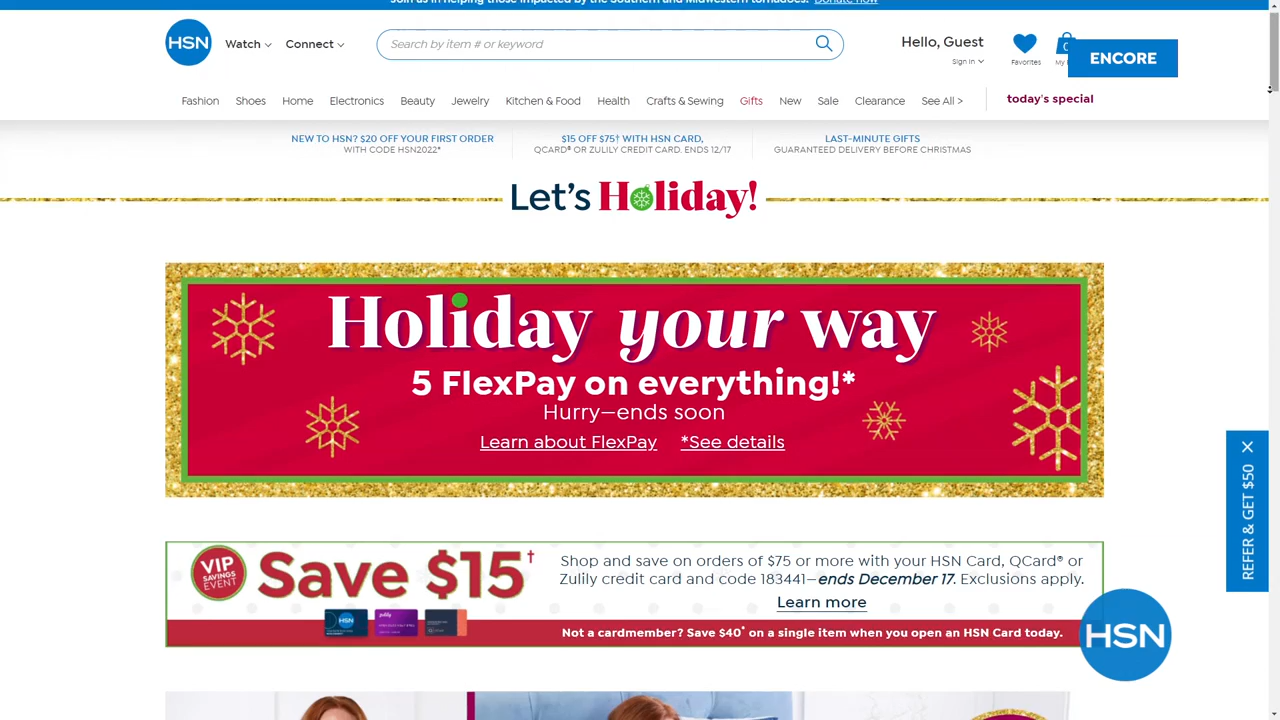 Join us in helping those impacted by the Southern and Midwestern tornadoes. Donate now
HSN
Watch
Connect
Search by item # or keyword
Hello, Guest
Sign In
Favorites
ENCORE
Fashion Shoes Home Electronics Beauty Jewelry Kitchen & Food Health Crafts & Sewing Gifts New Sale Clearance See All > today's special
NEW TO HSN? $20 OFF YOUR FIRST ORDER
WITH CODE HSN2022*
$15 OFF $75† WITH HSN CARD,
QCARD® OR ZULILY CREDIT CARD. ENDS 12/17
LAST-MINUTE GIFTS
GUARANTEED DELIVERY BEFORE CHRISTMAS
Let's Holiday!
Holiday your way
5 FlexPay on everything!*
Hurry—ends soon
Learn about FlexPay *See details
REFER & GET $50
VIP
SAVINGS
EVENT
Save $15†
Shop and save on orders of $75 or more with your HSN Card, QCard® or
Zulily credit card and code 183441—ends December 17. Exclusions apply.
Learn more
HSN
zulily
Not a cardmember? Save $40* on a single item when you open an HSN Card today.
HSN